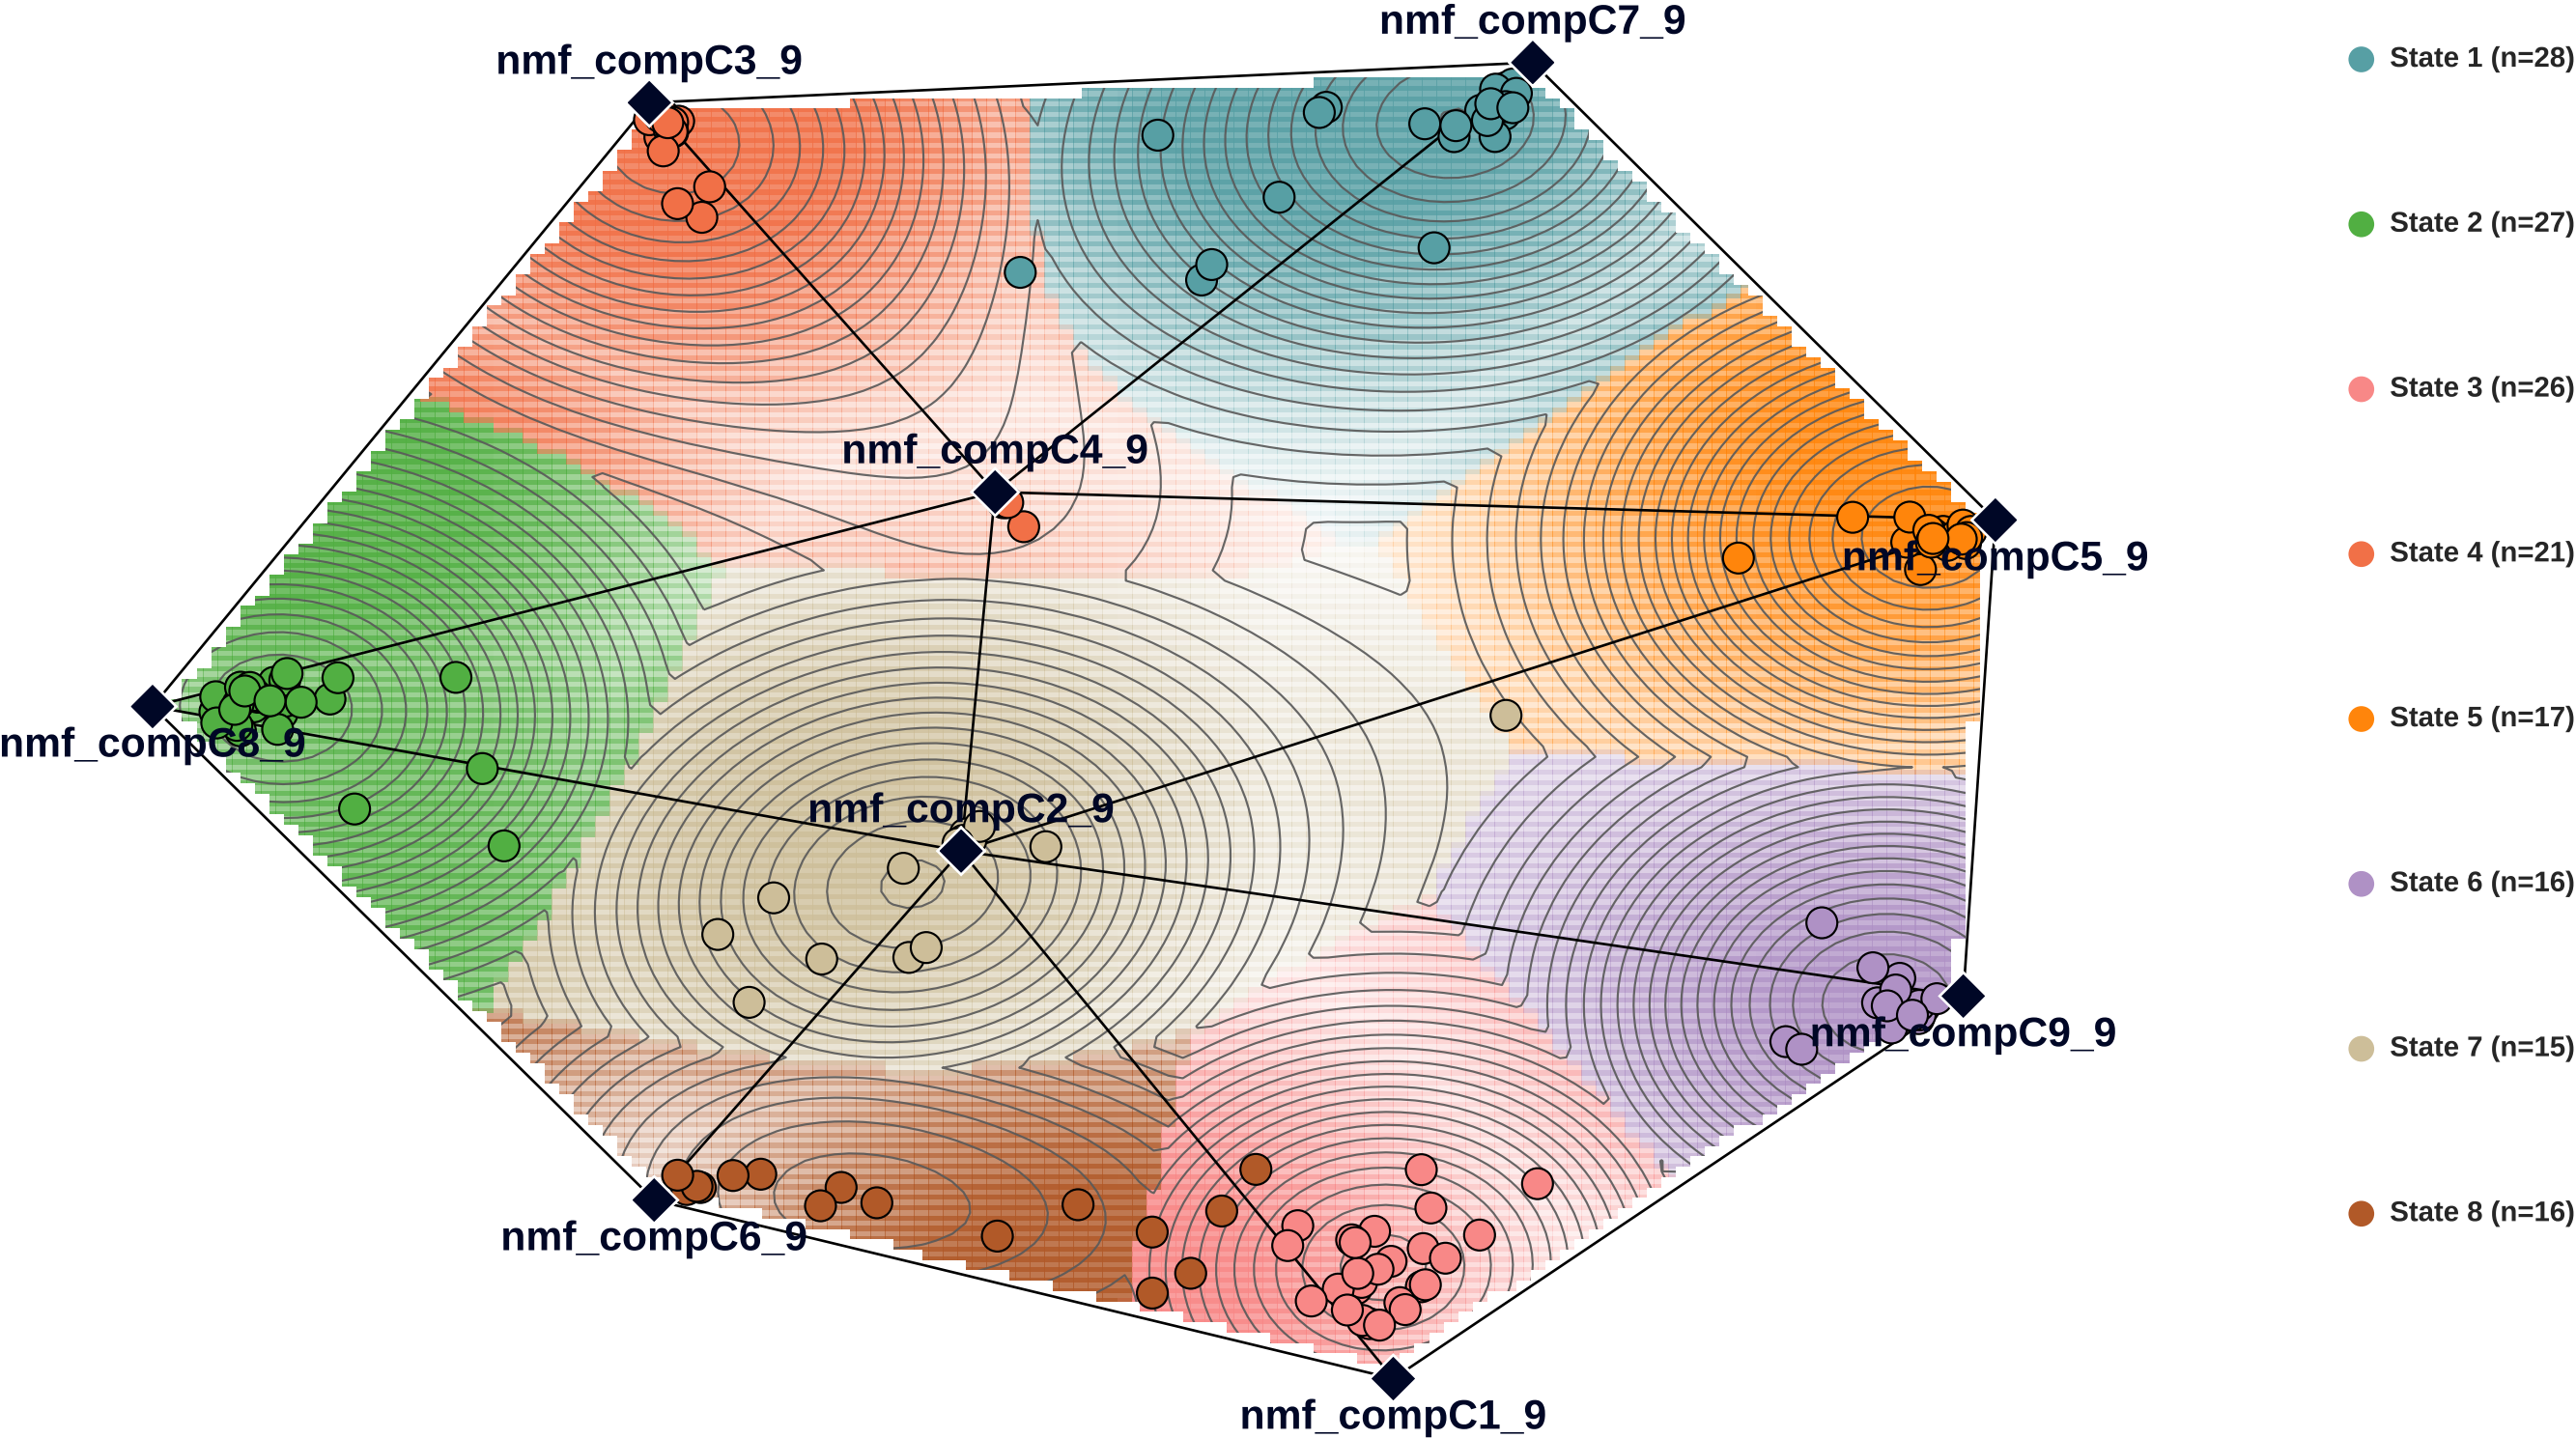 nmf_compC7_9
nmf_compC3_9
nmf_compC4_9
nmf_compC5_9
nmf_compC8_9
nmf_compC2_9
nmf_compC9_9
nmf_compC6_9
nmf_compC1_9
State 1 (n=28)
State 2 (n=27)
State 3 (n=26)
State 4 (n=21)
State 5 (n=17)
State 6 (n=16)
State 7 (n=15)
State 8 (n=16)